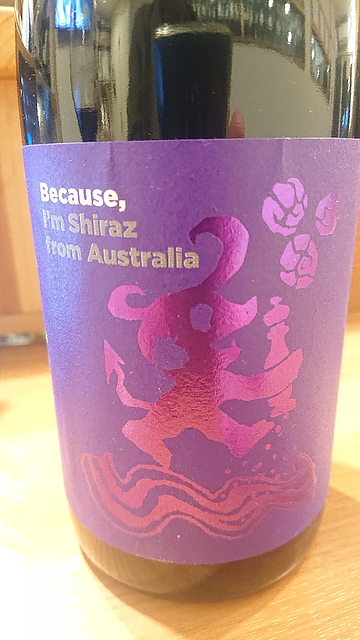 Because,
I'm Shiraz
from Australia